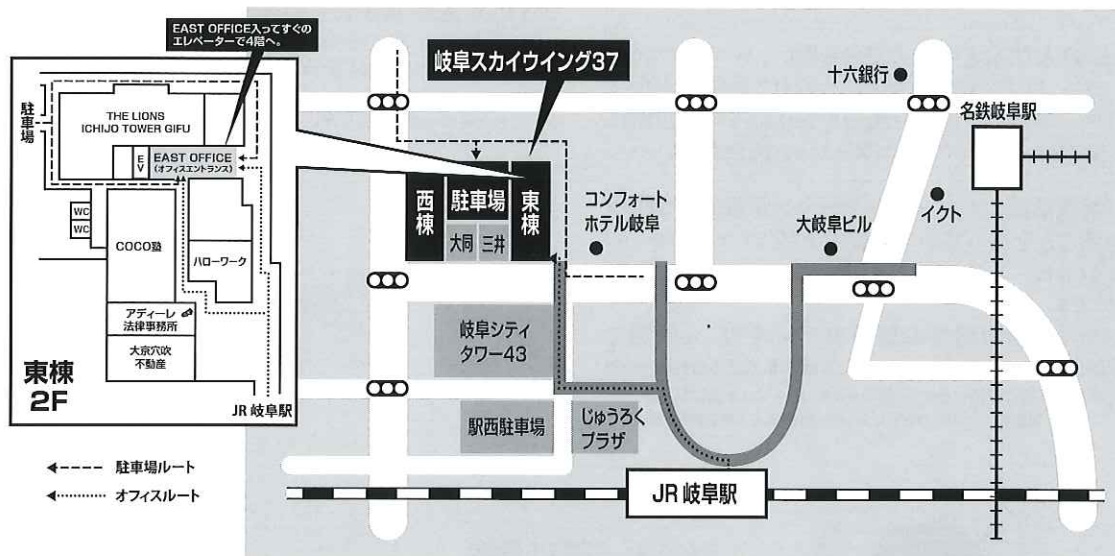 EAST OFFICE入ってすぐの
エレベーターで4階へ。
駐車場
THE LIONS
ICHIJO TOWER GIFU
EV
EAST OFFICE
(オフィスエントランス)
WC
WC
COCO塾
ハローワーク
アディーレ
法律事務所
大京穴吹
不動産
東棟
2F
JR 岐阜駅
駐車場ルート
オフィスルート
岐阜スカイウイング37
十六銀行
名鉄岐阜駅
西棟
駐車場
東棟
大同
三井
コンフォート
ホテル岐阜
大岐阜ビル
イクト
岐阜シティ
タワー43
駅西駐車場
じゅうろく
プラザ
JR 岐阜駅